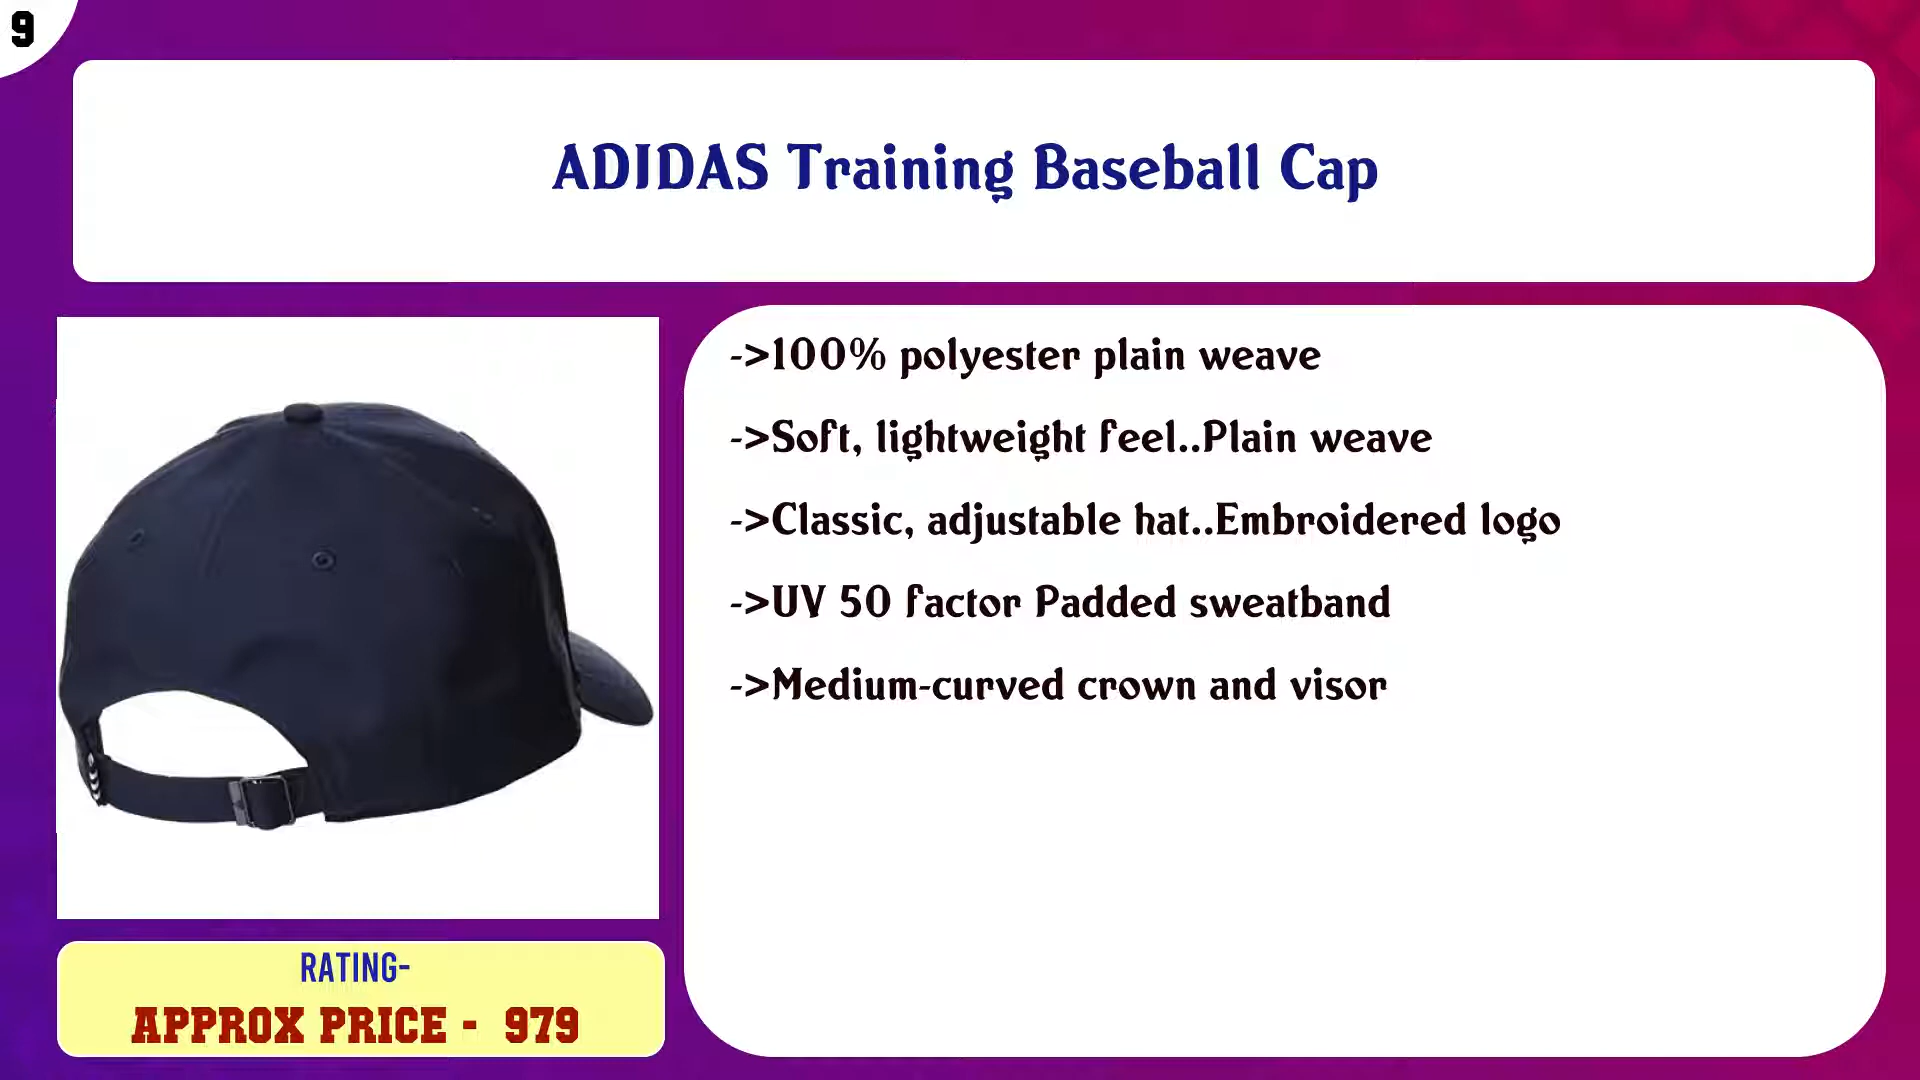 9
ADIDAS Training Baseball Cap
->100% polyester plain weave
->Soft, lightweight feel..Plain weave
->Classic, adjustable hat..Embroidered logo
->UV 50 factor Padded sweatband
->Medium-curved crown and visor
RATING-
APPROX PRICE - 979